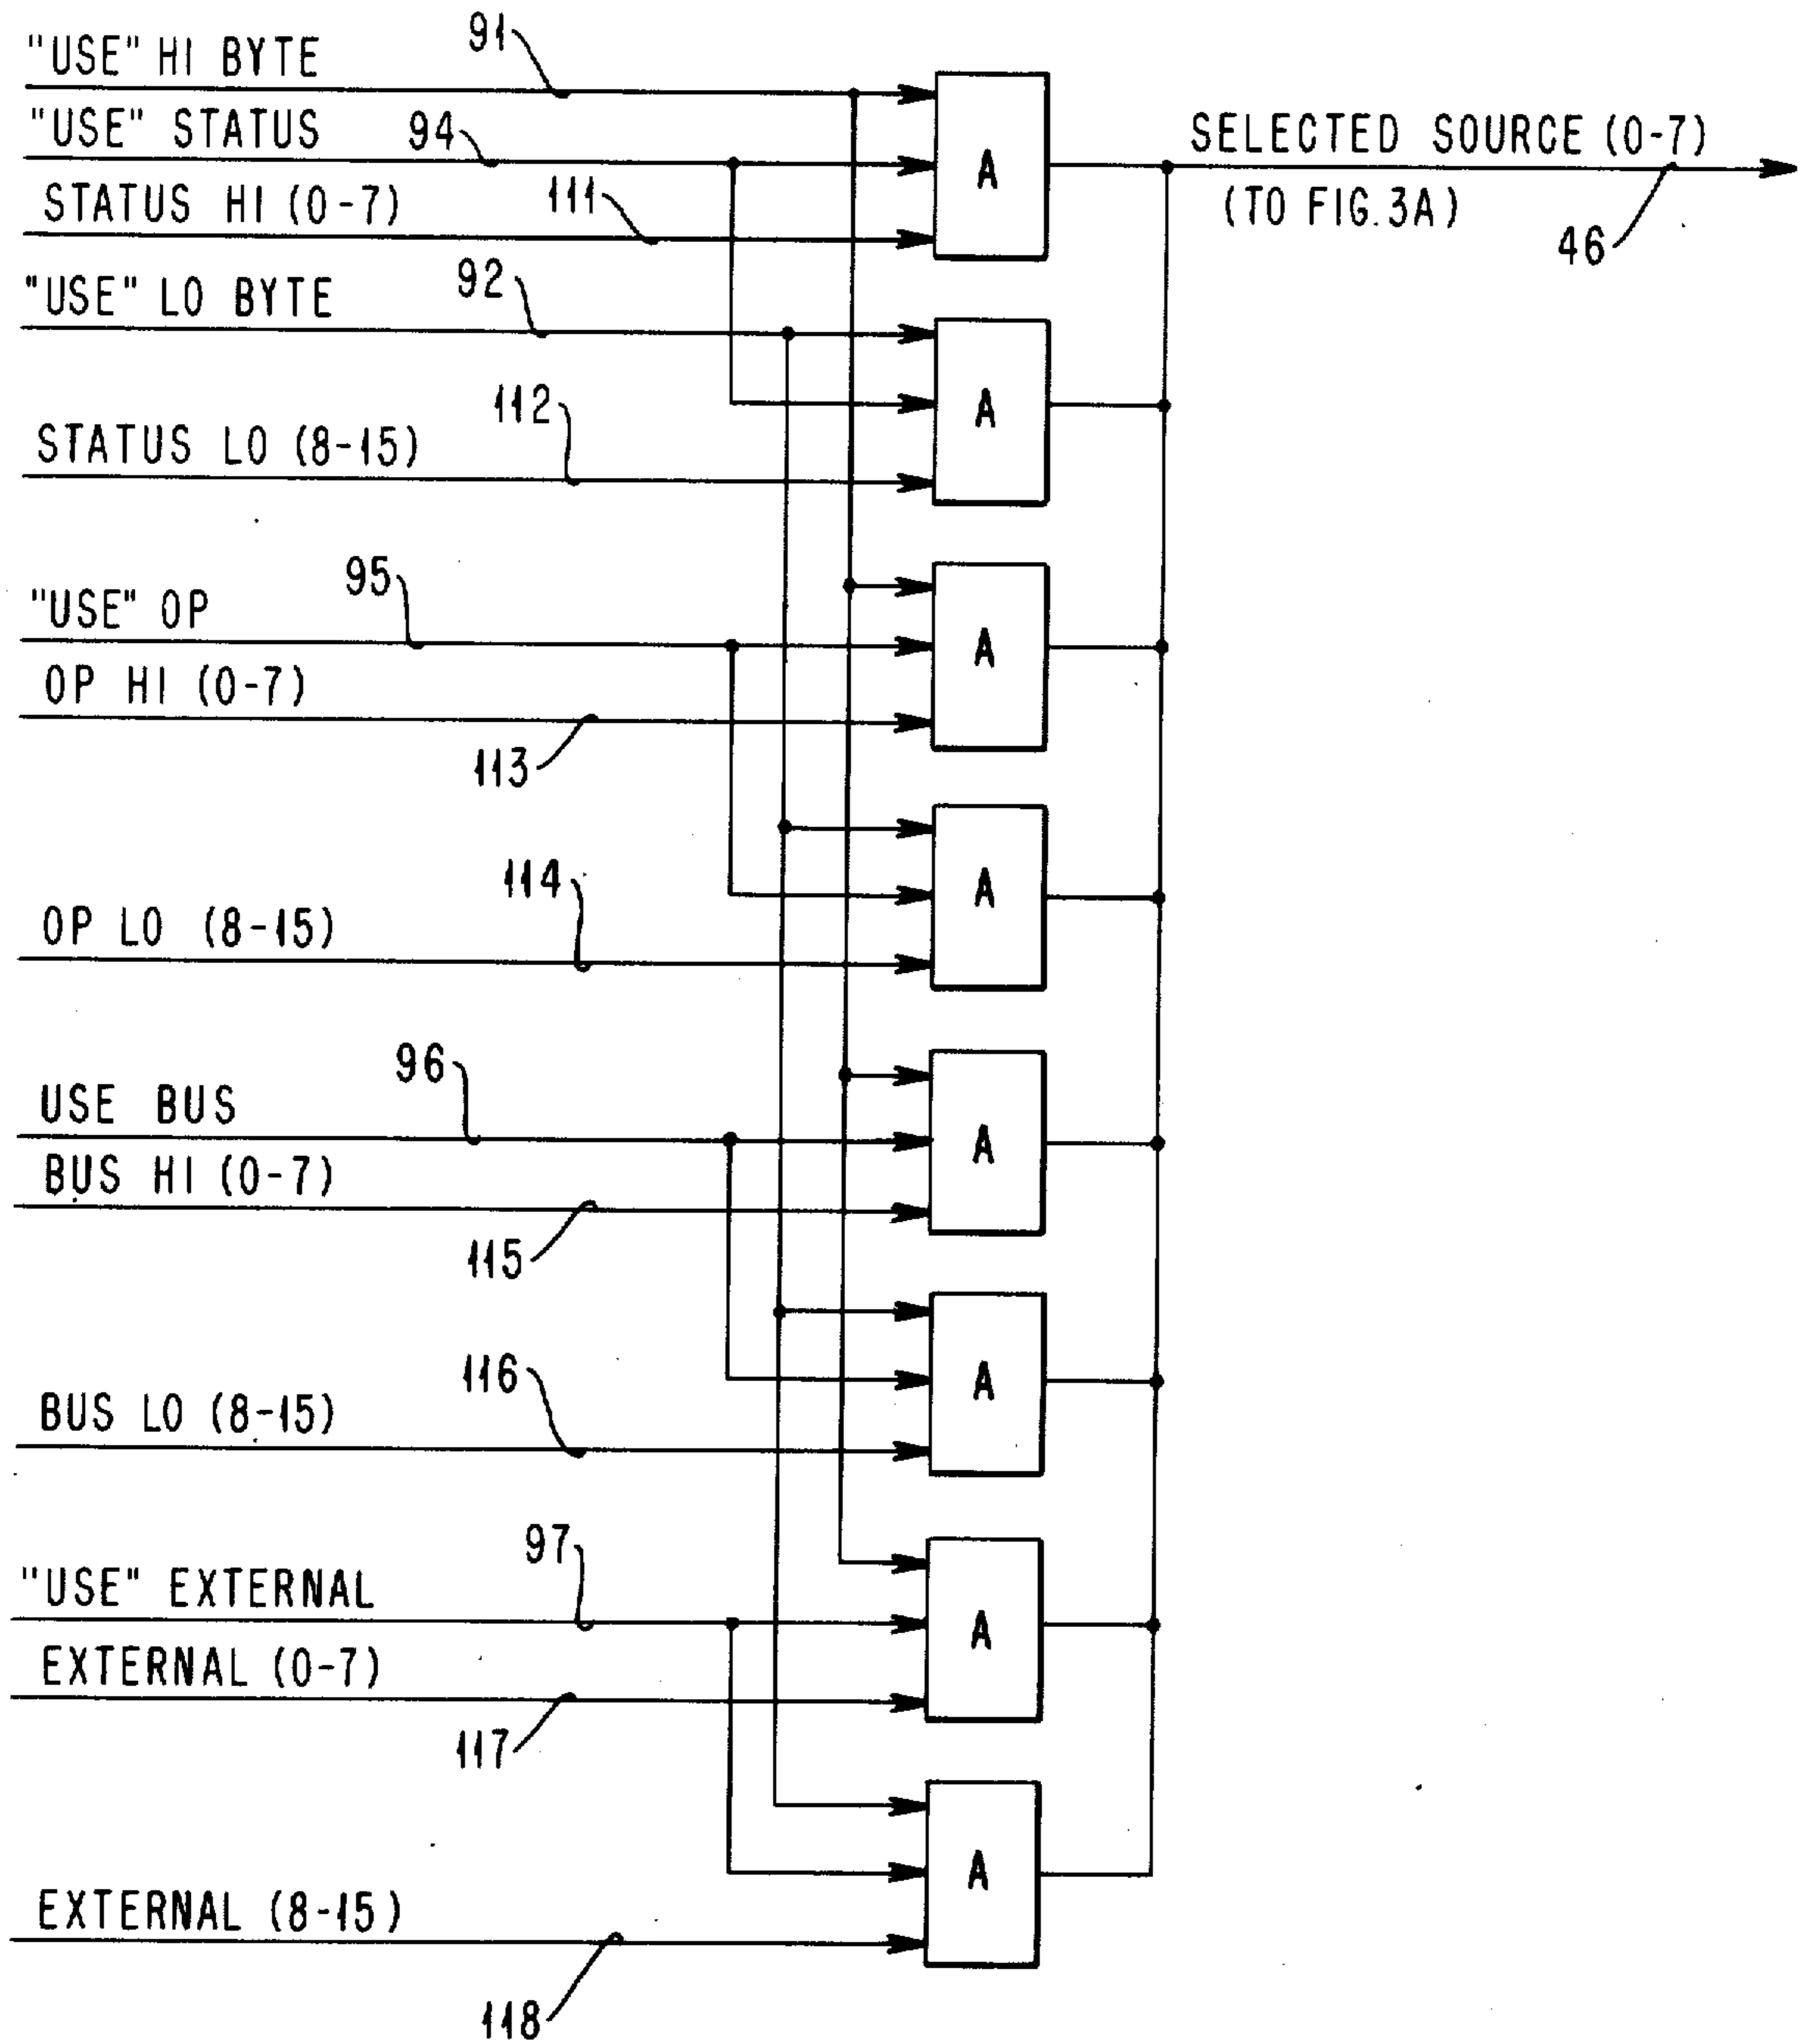 "USE" HI BYTE
91
"USE" STATUS
94
STATUS HI (0-7)
111
"USE" LO BYTE
92
STATUS LO (8-15)
112
"USE" OP
95
OP HI (0-7)
113
OP LO (8-15)
114
USE BUS
96
BUS HI (0-7)
115
BUS LO (8-15)
116
"USE" EXTERNAL
97
EXTERNAL (0-7)
117
EXTERNAL (8-15)
118
A
A
A
A
A
A
A
A
SELECTED SOURCE (0-7)
(TO FIG.3A)
46